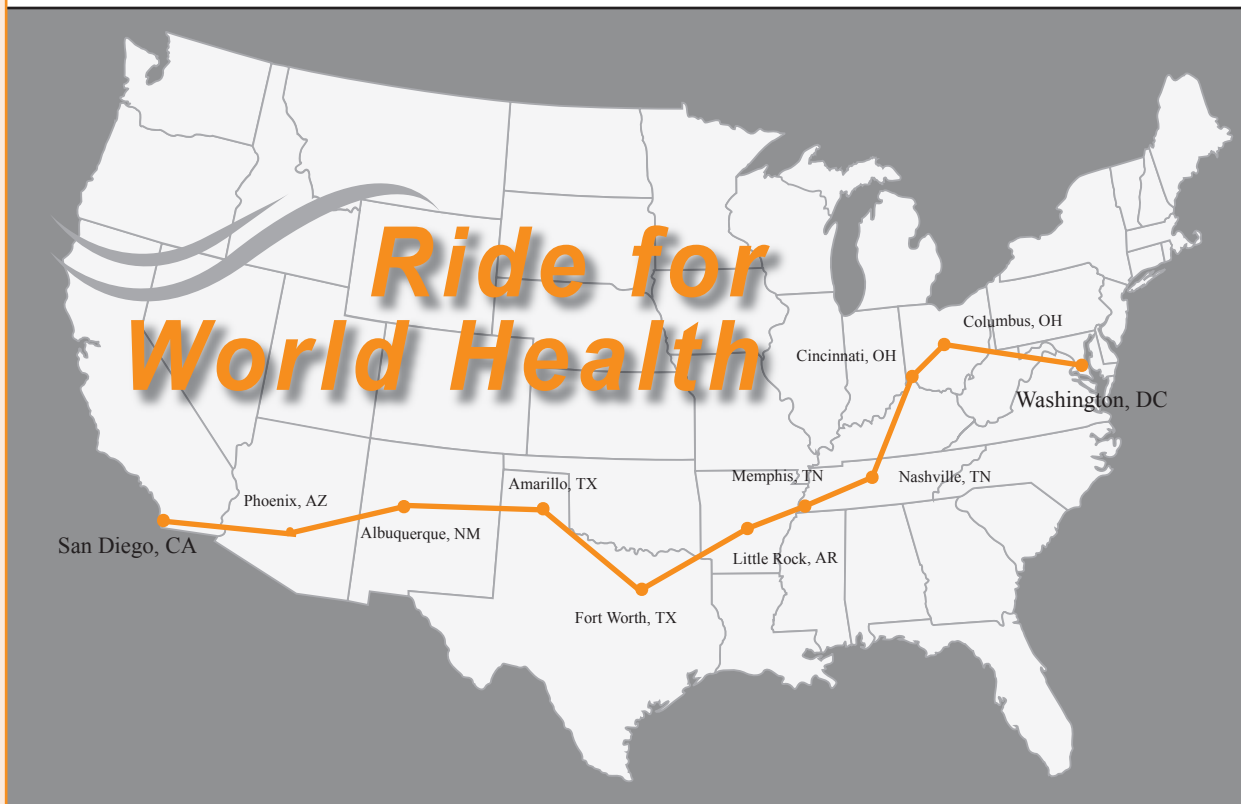 Ride for
World Health
Columbus, OH
Cincinnati, OH
Washington, DC
Memphis, TN
Nashville, TN
Amarillo, TX
Phoenix, AZ
Albuquerque, NM
San Diego, CA
Little Rock, AR
Fort Worth, TX